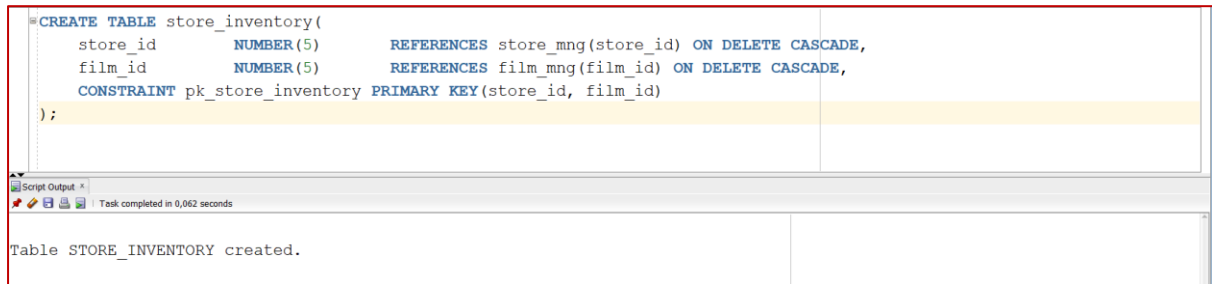 CREATE TABLE store_inventory(
store_id NUMBER(5) REFERENCES store_mng(store_id) ON DELETE CASCADE,
film_id NUMBER(5) REFERENCES film_mng(film_id) ON DELETE CASCADE,
CONSTRAINT pk_store_inventory PRIMARY KEY(store_id, film_id)
);
Script Output ×
Task completed in 0,062 seconds
Table STORE_INVENTORY created.